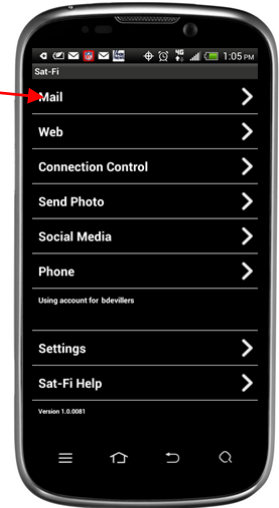 4G 1:05 PM
Sat-Fi
Mail
Web
Connection Control
Send Photo
Social Media
Phone
Using account for bdevillers
Settings
Sat-Fi Help
Version 1.0.0081